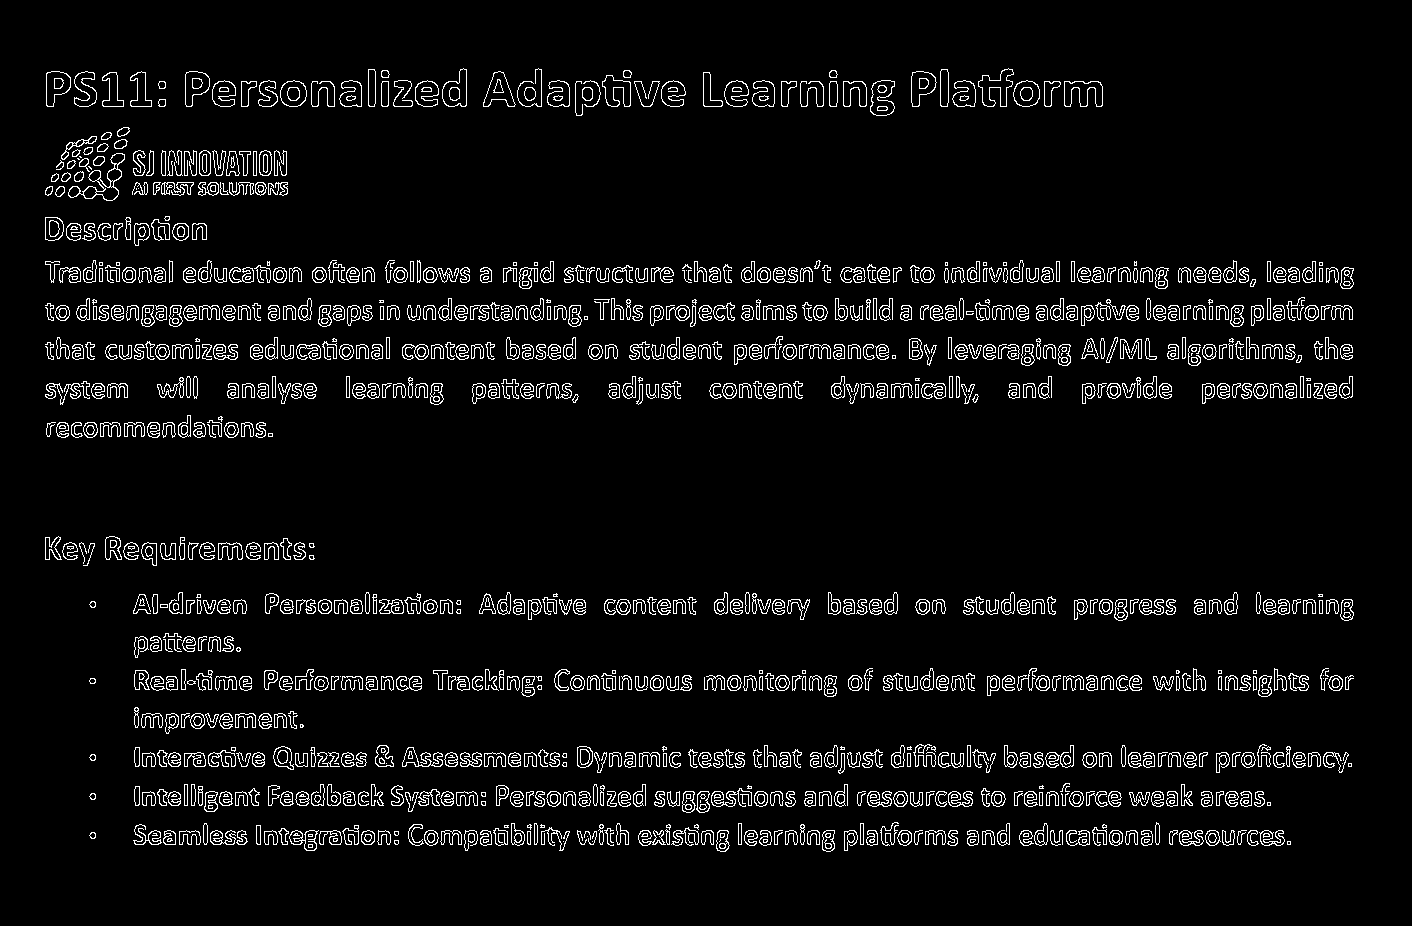 PS11: Personalized Adaptive Learning Platform
SJ INNOVATION
AI FIRST SOLUTIONS
Description
Traditional education often follows a rigid structure that doesn’t cater to individual learning needs, leading
to disengagement and gaps in understanding. This project aims to build a real-time adaptive learning platform
that customizes educational content based on student performance. By leveraging AI/ML algorithms, the
system will analyse learning patterns, adjust content dynamically, and provide personalized
recommendations.
Key Requirements:
• AI-driven Personalization: Adaptive content delivery based on student progress and learning
patterns.
• Real-time Performance Tracking: Continuous monitoring of student performance with insights for
improvement.
• Interactive Quizzes & Assessments: Dynamic tests that adjust difficulty based on learner proficiency.
• Intelligent Feedback System: Personalized suggestions and resources to reinforce weak areas.
• Seamless Integration: Compatibility with existing learning platforms and educational resources.